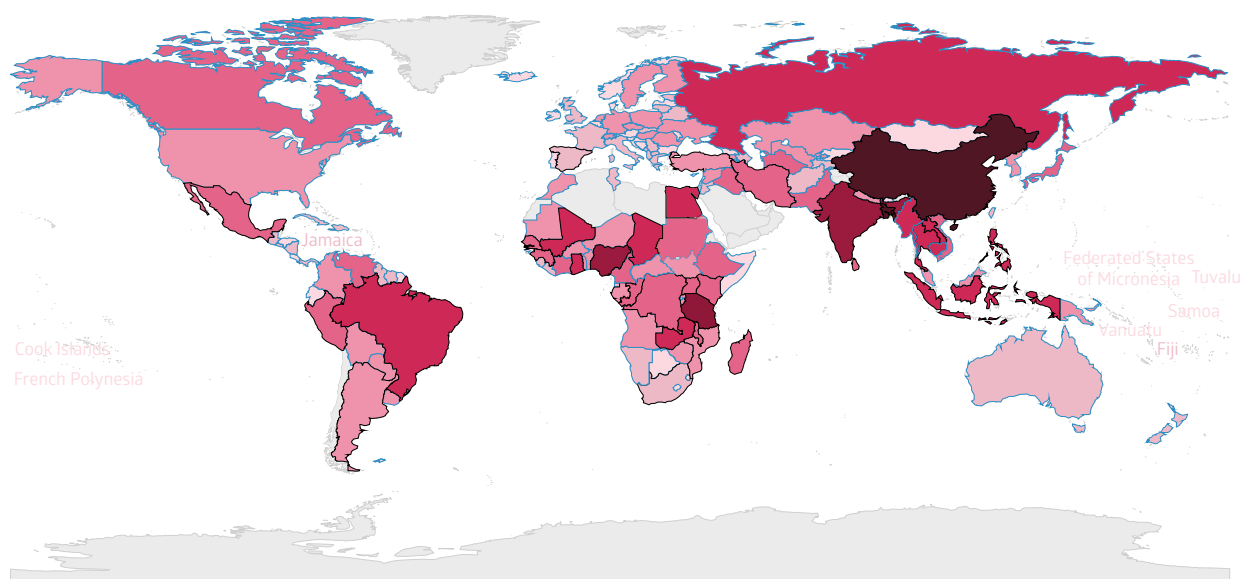 Jamaica
Federated States
of Micronesia
Tuvalu
Samoa
Vanuatu
Fiji
Cook Islands
French Polynesia